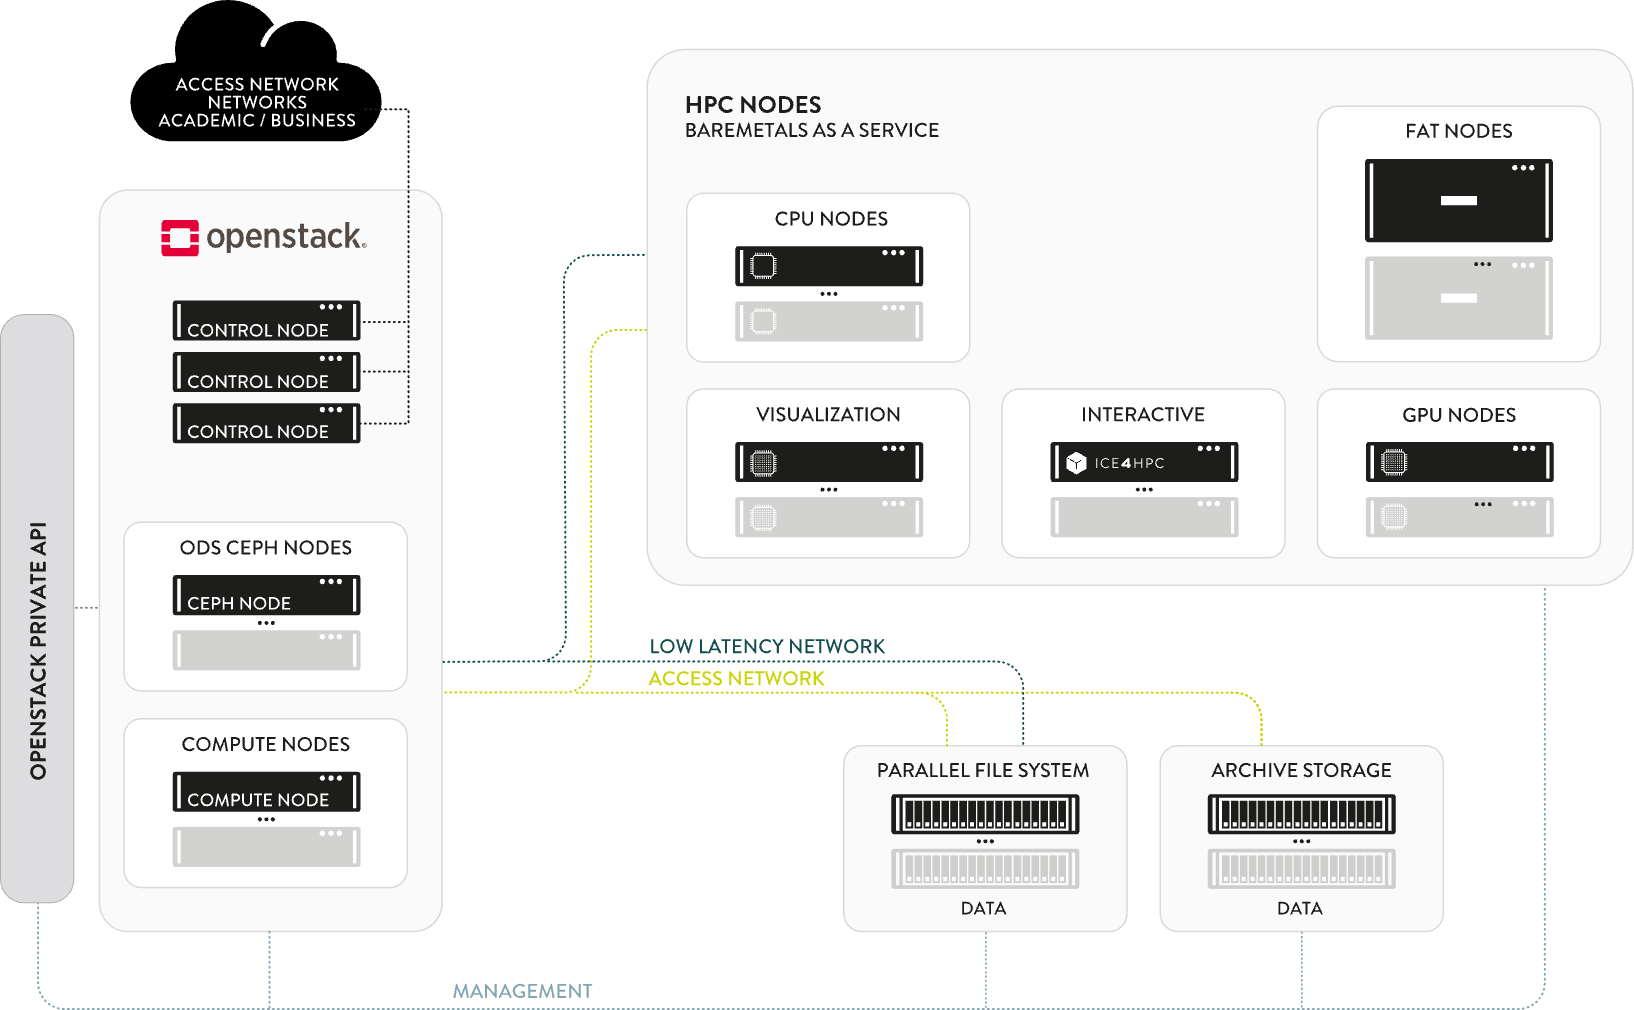 ACCESS NETWORK
NETWORKS
ACADEMIC / BUSINESS
openstack®
CONTROL NODE
CONTROL NODE
CONTROL NODE
ODS CEPH NODES
CEPH NODE
COMPUTE NODES
COMPUTE NODE
OPENSTACK PRIVATE API
HPC NODES
BAREMETALS AS A SERVICE
FAT NODES
CPU NODES
VISUALIZATION
INTERACTIVE
ICE4HPC
GPU NODES
LOW LATENCY NETWORK
ACCESS NETWORK
PARALLEL FILE SYSTEM
DATA
ARCHIVE STORAGE
DATA
MANAGEMENT